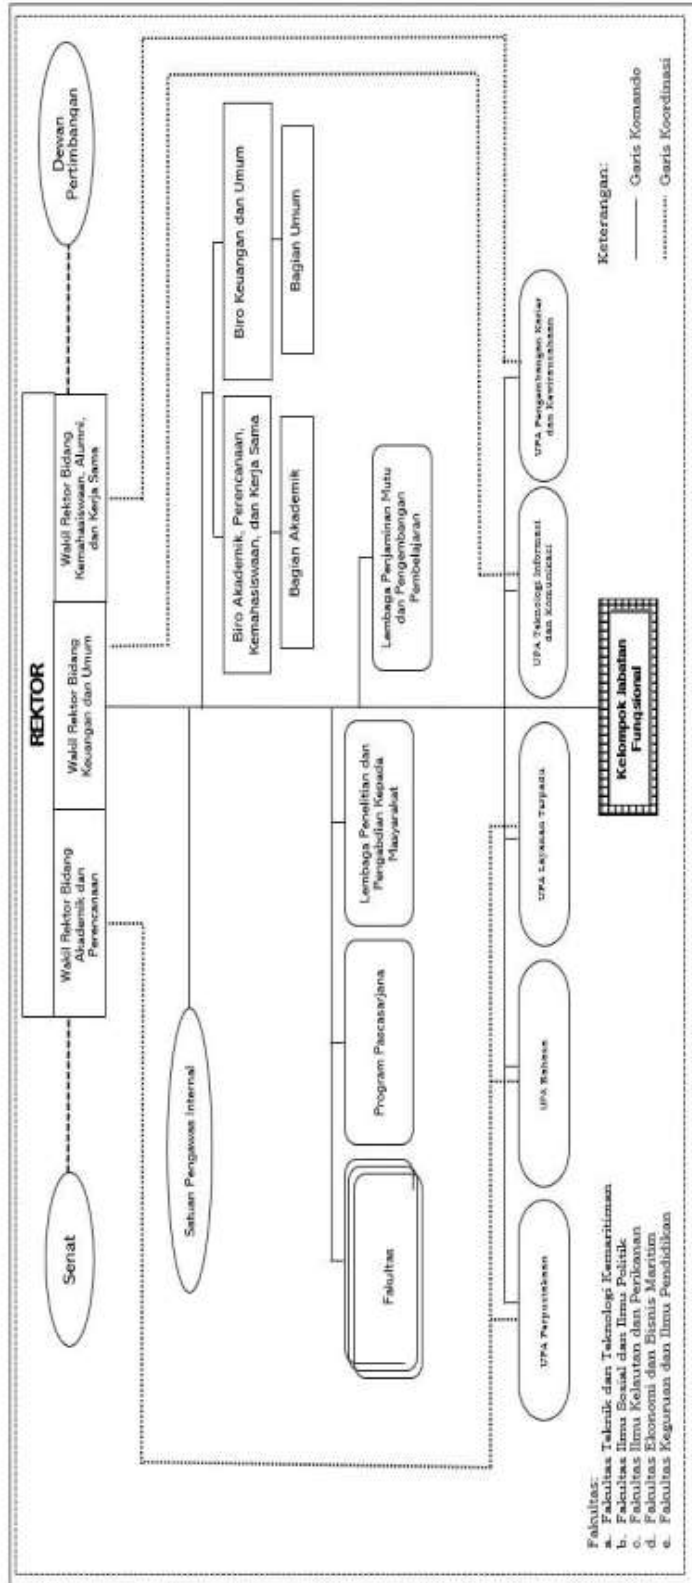 REKTOR
Wakil Rektor Bidang
Akademik dan
Perencanaan
Wakil Rektor Bidang
Keuangan dan Umum
Wakil Rektor Bidang
Kemahasiswaan, Alumni,
dan Kerja Sama
Senat
Dewan
Pertimbangan
Satuan Pengawas Internal
Biro Akademik, Perencanaan,
Kemahasiswaan, dan Kerja Sama
Biro Keuangan dan Umum
Bagian Akademik
Bagian Umum
Fakultas
Program Pascasarjana
Lembaga Penelitian dan
Pengabdian Kepada
Masyarakat
Lembaga Penjaminan Mutu
dan Pengembangan
Pembelajaran
UPA Perpustakaan
UPA Bahasa
UPA Layanan Terpadu
UPA Teknologi Informasi
dan Komunikasi
UPA Pengembangan Karier
dan Kewirausahaan
Kelompok Jabatan
Fungsional
Fakultas:
a. Fakultas Teknik dan Teknologi Kemaritiman
b. Fakultas Ilmu Sosial dan Ilmu Politik
c. Fakultas Ilmu Kelautan dan Perikanan
d. Fakultas Ekonomi dan Bisnis Maritim
e. Fakultas Keguruan dan Ilmu Pendidikan
Keterangan:
Garis Komando
Garis Koordinasi